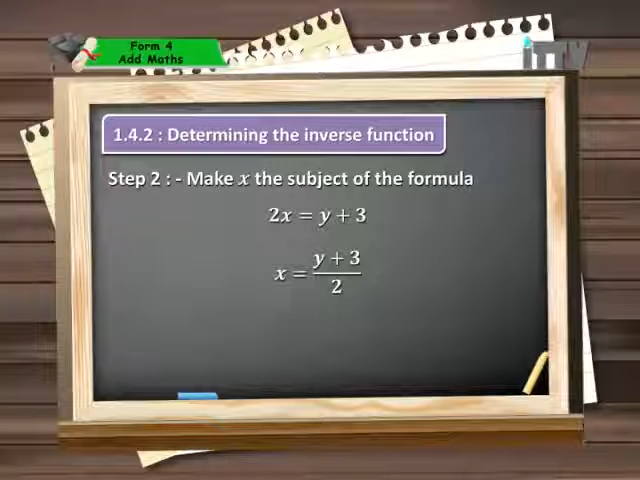 Form 4
Add Maths
itTV
1.4.2 : Determining the inverse function
Step 2 : - Make x the subject of the formula
2x = y + 3
x = (y + 3)/2